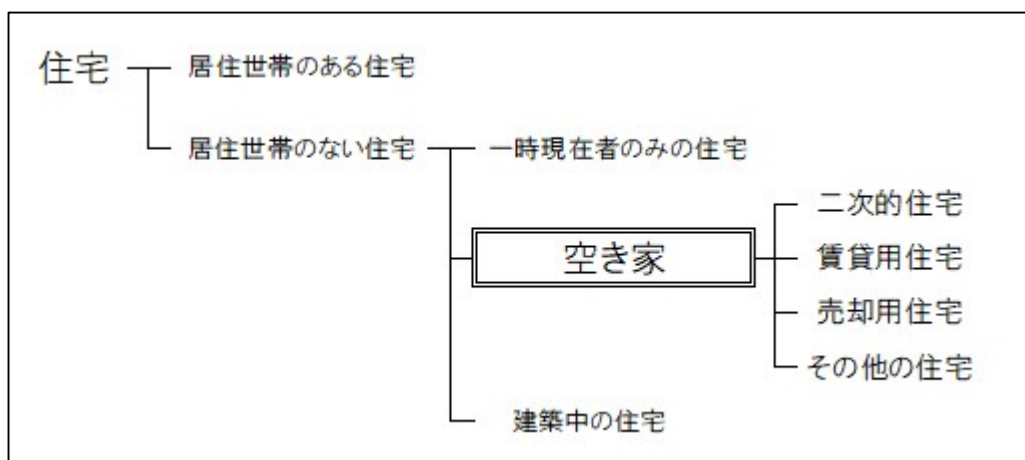 住宅
居住世帯のある住宅
居住世帯のない住宅
一時現在者のみの住宅
空き家
二次的住宅
賃貸用住宅
売却用住宅
その他の住宅
建築中の住宅